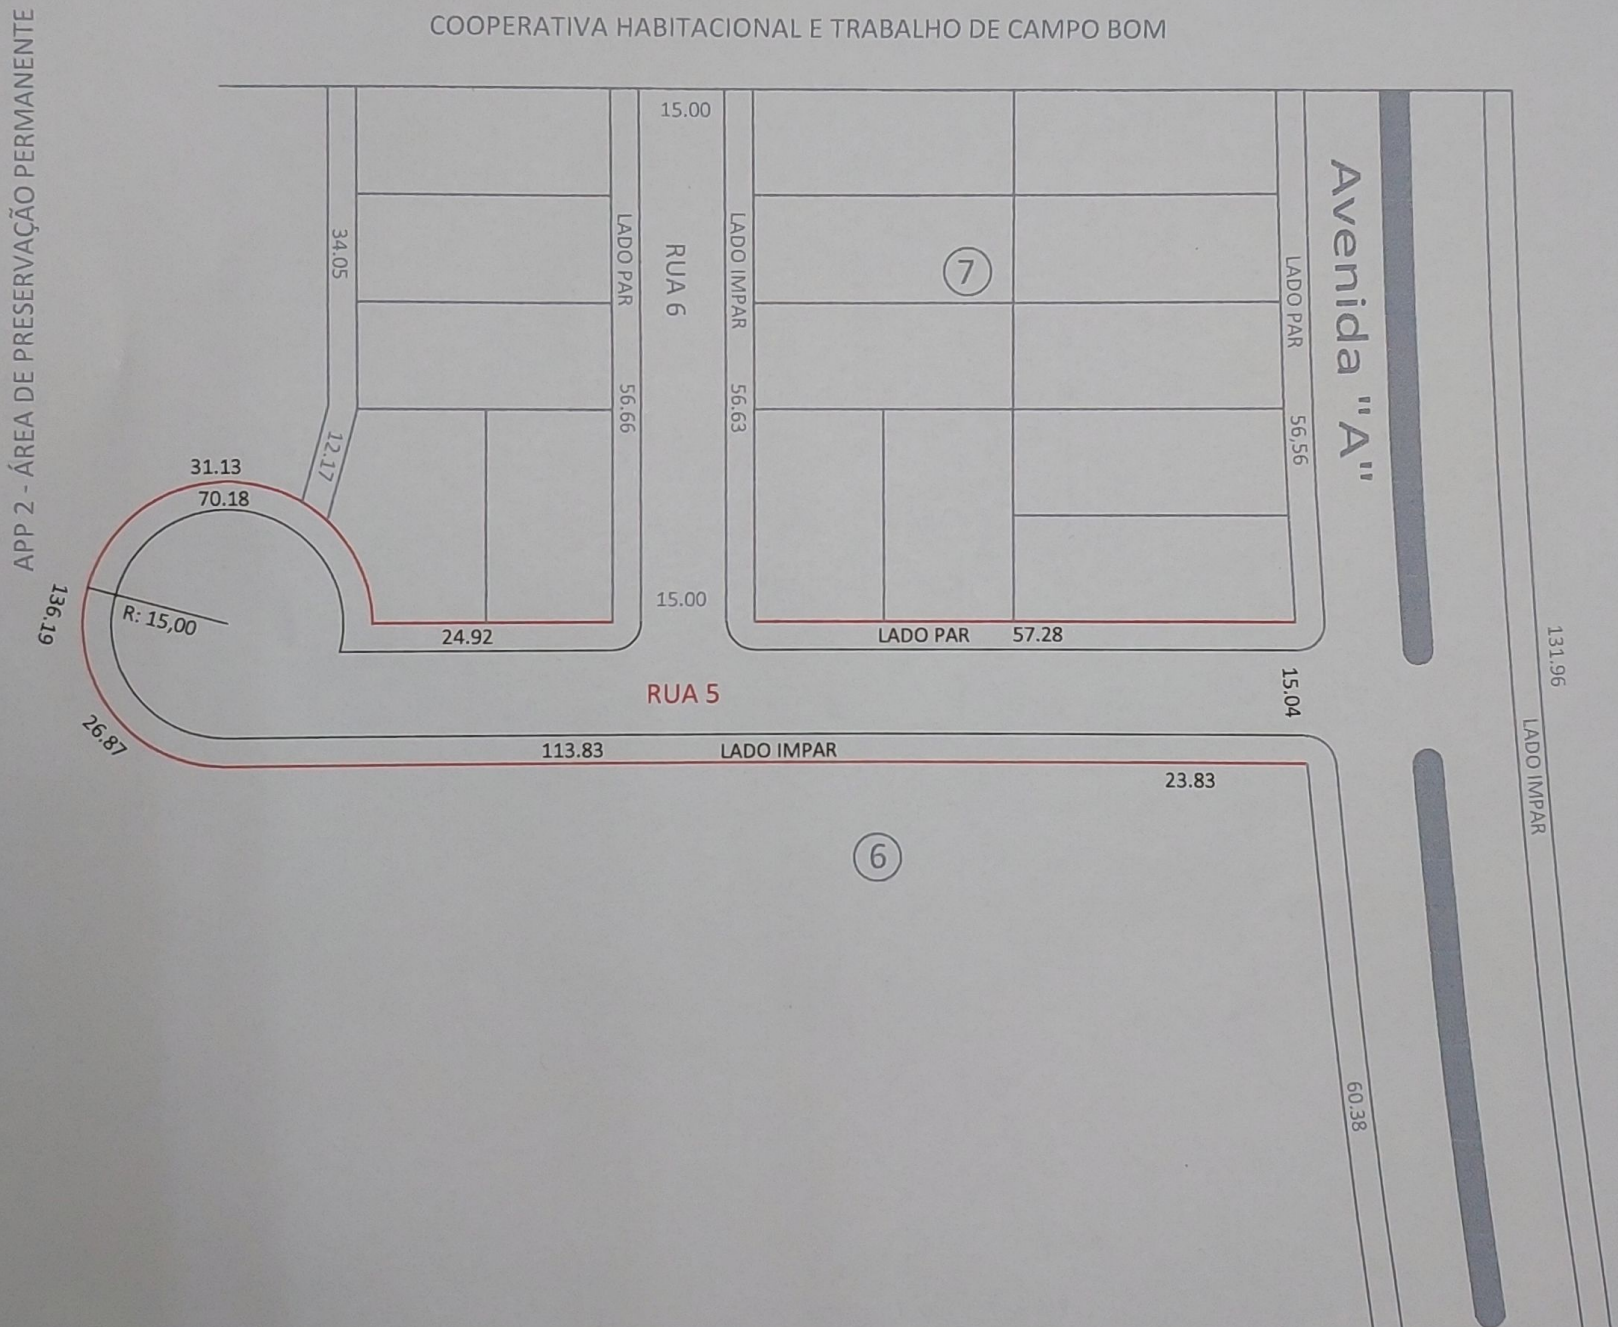 COOPERATIVA HABITACIONAL E TRABALHO DE CAMPO BOM
APP 2 - ÁREA DE PRESERVAÇÃO PERMANENTE
15.00
34.05
LADO PAR
RUA 6
LADO IMPAR
7
LADO PAR
Avenida "A"
56.66
56.63
56,56
12.17
31.13
70.18
136.19
R: 15,00
15.00
24.92
LADO PAR
57.28
131.96
RUA 5
15.04
26.87
113.83
LADO IMPAR
23.83
LADO IMPAR
6
60.38